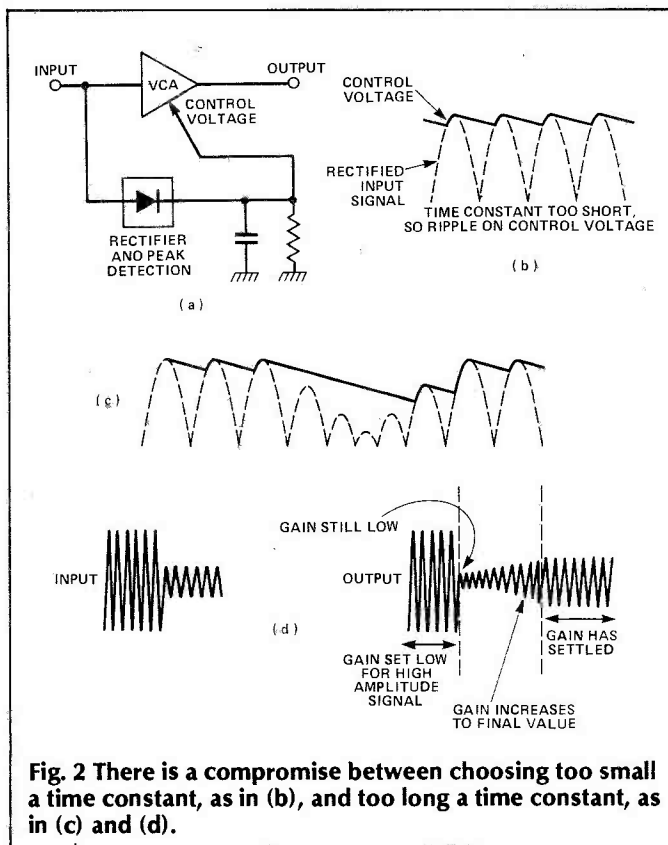 INPUT
VCA
OUTPUT
CONTROL
VOLTAGE
RECTIFIER
AND PEAK
DETECTION
(a)
CONTROL
VOLTAGE
RECTIFIED
INPUT
SIGNAL
TIME CONSTANT TOO SHORT,
SO RIPPLE ON CONTROL VOLTAGE
(b)
(c)
GAIN STILL LOW
INPUT
OUTPUT
(d)
GAIN SET LOW
FOR HIGH
AMPLITUDE
SIGNAL
GAIN HAS
SETTLED
GAIN INCREASES
TO FINAL VALUE
Fig. 2 There is a compromise between choosing too small
a time constant, as in (b), and too long a time constant, as
in (c) and (d).